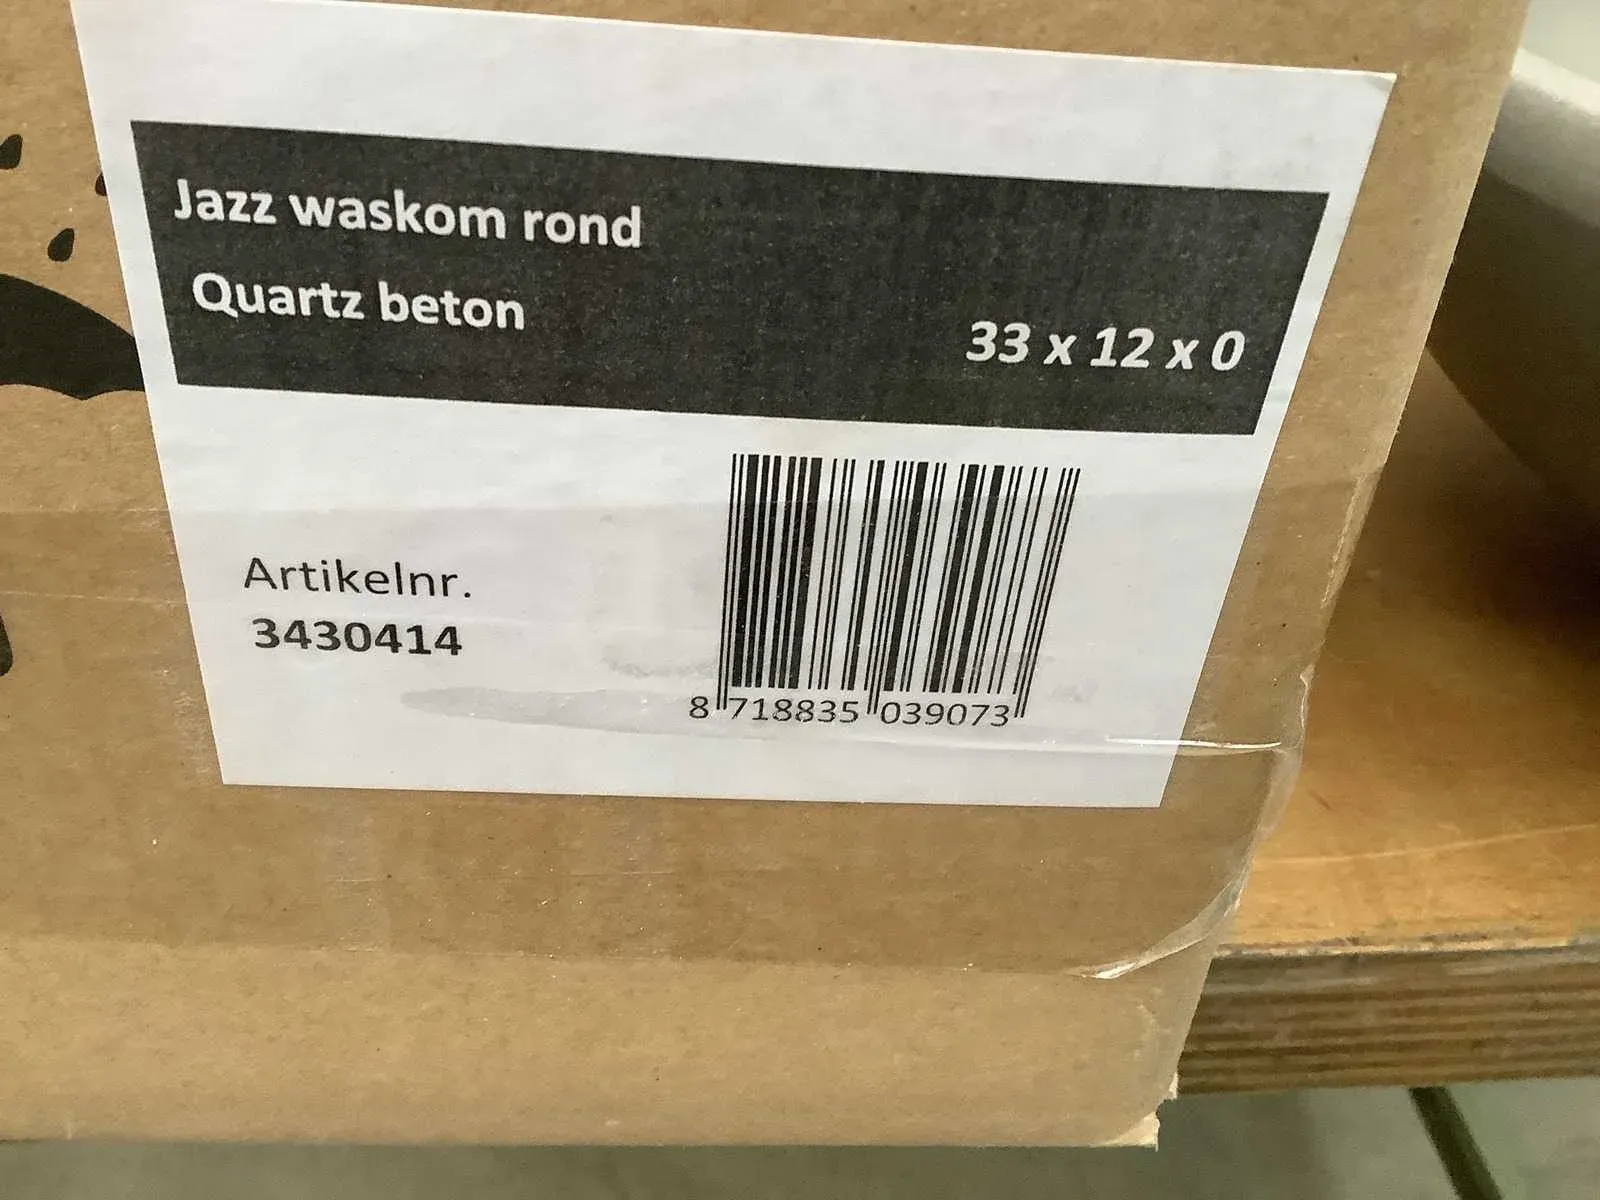 Jazz waskom rond
Quartz beton
33 x 12 x 0
Artikelnr.
3430414
8 718835 039073